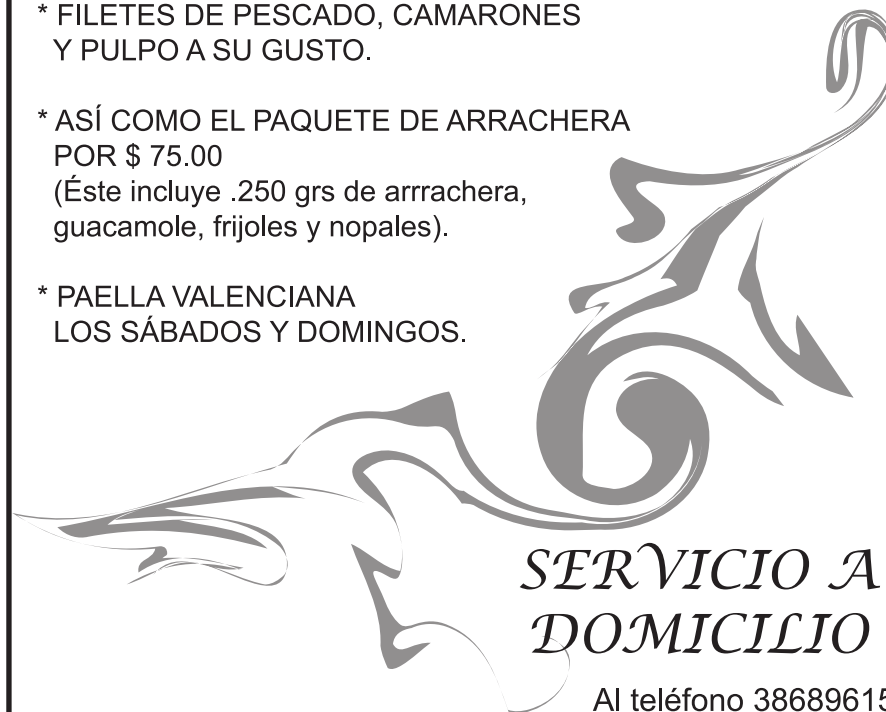 * FILETES DE PESCADO, CAMARONES
Y PULPO A SU GUSTO.
* ASÍ COMO EL PAQUETE DE ARRACHERA
POR $ 75.00
(Éste incluye .250 grs de arrrachera,
guacamole, frijoles y nopales).
* PAELLA VALENCIANA
LOS SÁBADOS Y DOMINGOS.
SERVICIO A
DOMICILIO
Al teléfono 38689615